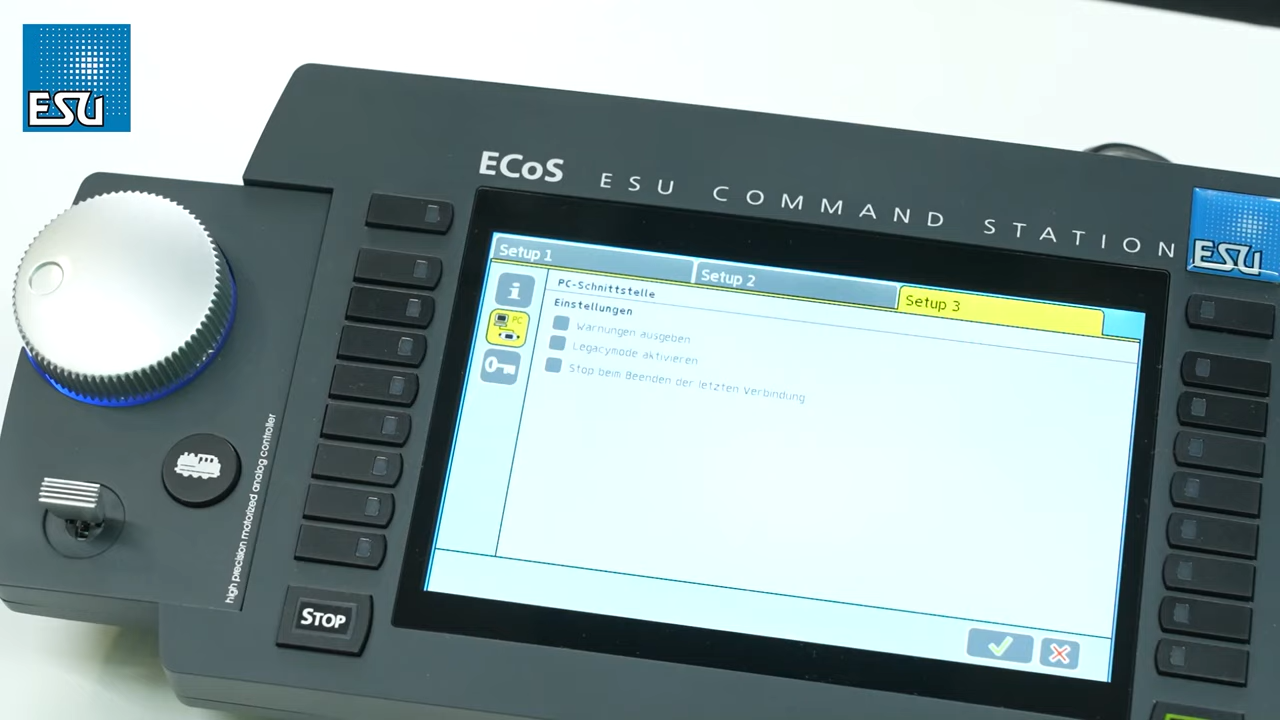 ESU
ECoS ESU COMMAND STATION
ESU
Setup 1
Setup 2
Setup 3
PC-Schnittstelle
Einstellungen
PC
Warnungen ausgeben
Legacymode aktivieren
Stop beim Beenden der letzten Verbindung
high precision motorized analog controller
STOP